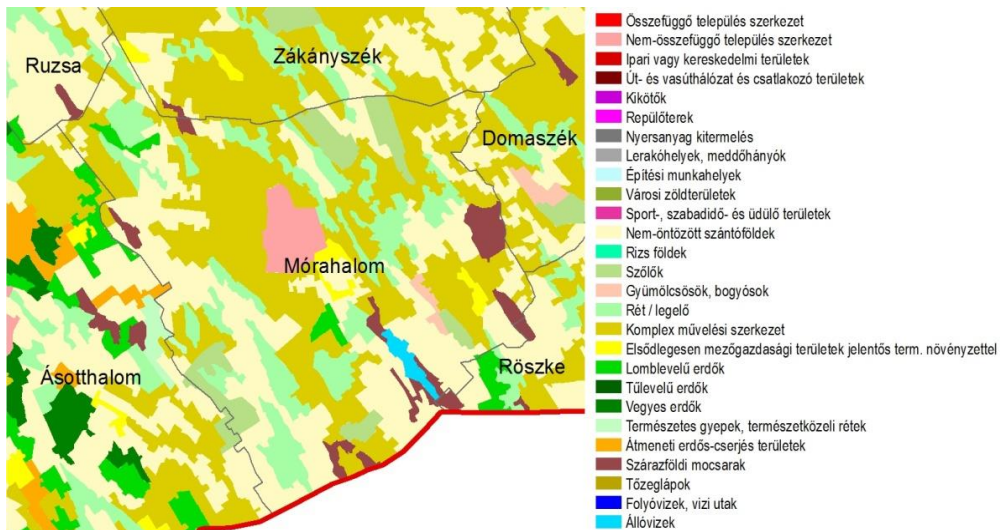 Ruzsa
Zákányszék
Domaszék
Mórahalom
Ásotthalom
Röszke
Összefüggő település szerkezet
Nem-összefüggő település szerkezet
Ipari vagy kereskedelmi területek
Út- és vasúthálózat és csatlakozó területek
Kikötők
Repülőterek
Nyersanyag kitermelés
Lerakóhelyek, meddőhányók
Építési munkahelyek
Városi zöldterületek
Sport-, szabadidő- és üdülő területek
Nem-öntözött szántóföldek
Rizs földek
Szőlők
Gyümölcsösök, bogyósok
Rét / legelő
Komplex művelési szerkezet
Elsődlegesen mezőgazdasági területek jelentős term. növényzettel
Lomblevelű erdők
Tűlevelű erdők
Vegyes erdők
Természetes gyepek, természetközeli rétek
Átmeneti erdős-cserjés területek
Szárazföldi mocsarak
Tőzeglápok
Folyóvizek, vizi utak
Állóvizek